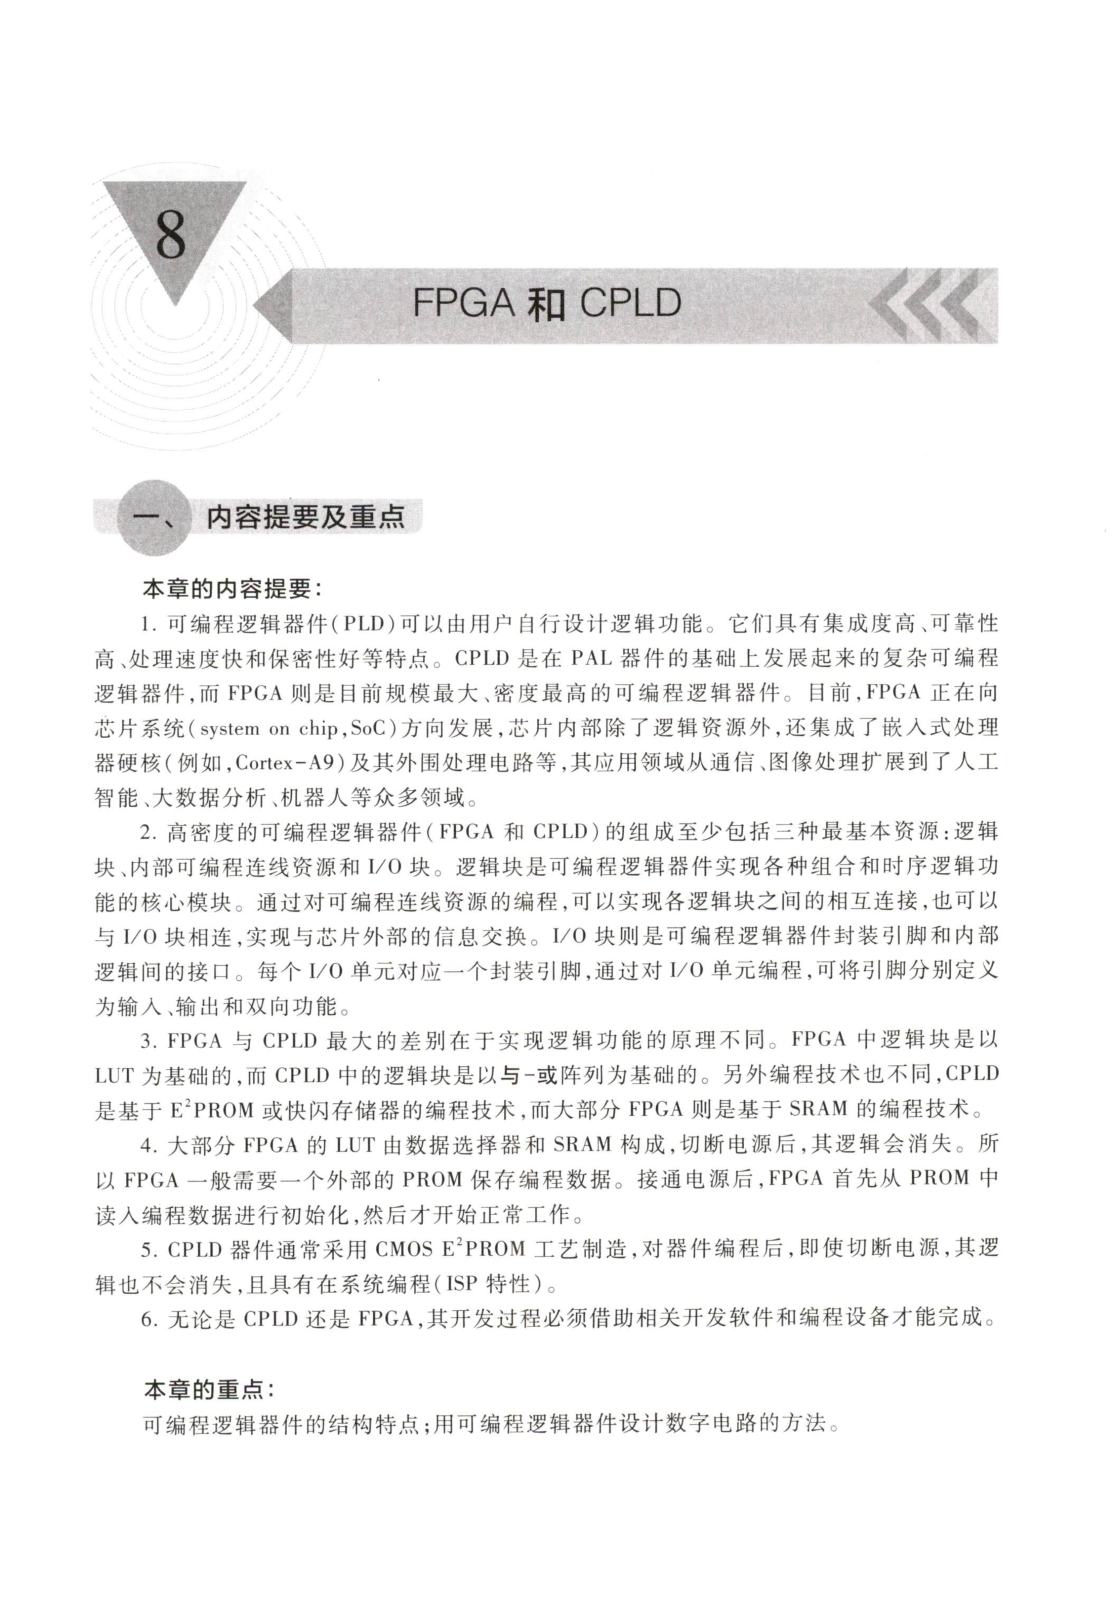 8
FPGA 和 CPLD
一、 内容提要及重点
本章的内容提要：
1. 可编程逻辑器件(PLD)可以由用户自行设计逻辑功能。它们具有集成度高、可靠性
高、处理速度快和保密性好等特点。CPLD 是在 PAL 器件的基础上发展起来的复杂可编程
逻辑器件,而 FPGA 则是目前规模最大、密度最高的可编程逻辑器件。目前,FPGA 正在向
芯片系统(system on chip,SoC)方向发展,芯片内部除了逻辑资源外,还集成了嵌入式处理
器硬核(例如,Cortex-A9)及其外围处理电路等,其应用领域从通信、图像处理扩展到了人工
智能、大数据分析、机器人等众多领域。
2. 高密度的可编程逻辑器件(FPGA 和 CPLD)的组成至少包括三种最基本资源:逻辑
块、内部可编程连线资源和 I/O 块。逻辑块是可编程逻辑器件实现各种组合和时序逻辑功
能的核心模块。通过对可编程连线资源的编程,可以实现各逻辑块之间的相互连接,也可以
与 I/O 块相连,实现与芯片外部的信息交换。I/O 块则是可编程逻辑器件封装引脚和内部
逻辑间的接口。每个 I/O 单元对应一个封装引脚,通过对 I/O 单元编程,可将引脚分别定义
为输入、输出和双向功能。
3. FPGA 与 CPLD 最大的差别在于实现逻辑功能的原理不同。FPGA 中逻辑块是以
LUT 为基础的,而 CPLD 中的逻辑块是以与-或阵列为基础的。另外编程技术也不同,CPLD
是基于 E²PROM 或快闪存储器的编程技术,而大部分 FPGA 则是基于 SRAM 的编程技术。
4. 大部分 FPGA 的 LUT 由数据选择器和 SRAM 构成,切断电源后,其逻辑会消失。所
以 FPGA 一般需要一个外部的 PROM 保存编程数据。接通电源后,FPGA 首先从 PROM 中
读入编程数据进行初始化,然后才开始正常工作。
5. CPLD 器件通常采用 CMOS E²PROM 工艺制造,对器件编程后,即使切断电源,其逻
辑也不会消失,且具有在系统编程(ISP 特性)。
6. 无论是 CPLD 还是 FPGA,其开发过程必须借助相关开发软件和编程设备才能完成。
本章的重点：
可编程逻辑器件的结构特点;用可编程逻辑器件设计数字电路的方法。